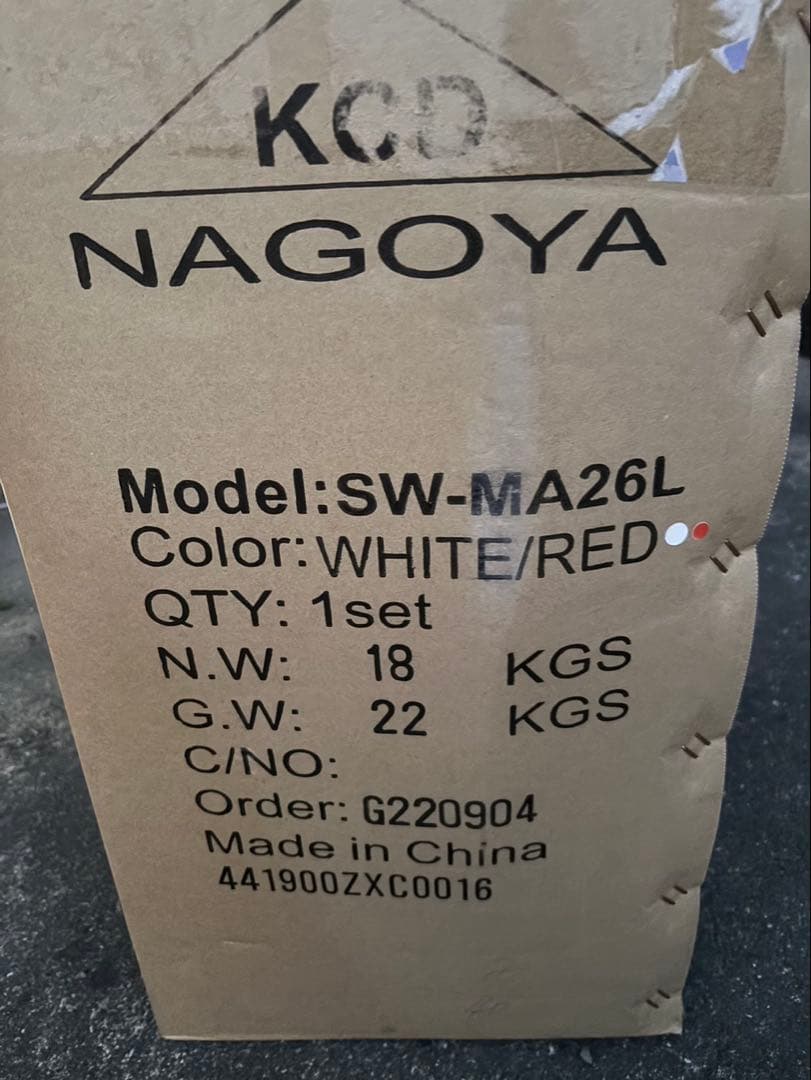 KCD
NAGOYA
Model:SW-MA26L
Color:WHITE/RED
QTY: 1set
N.W: 18 KGS
G.W: 22 KGS
C/NO:
Order: G220904
Made in China
441900ZXC0016